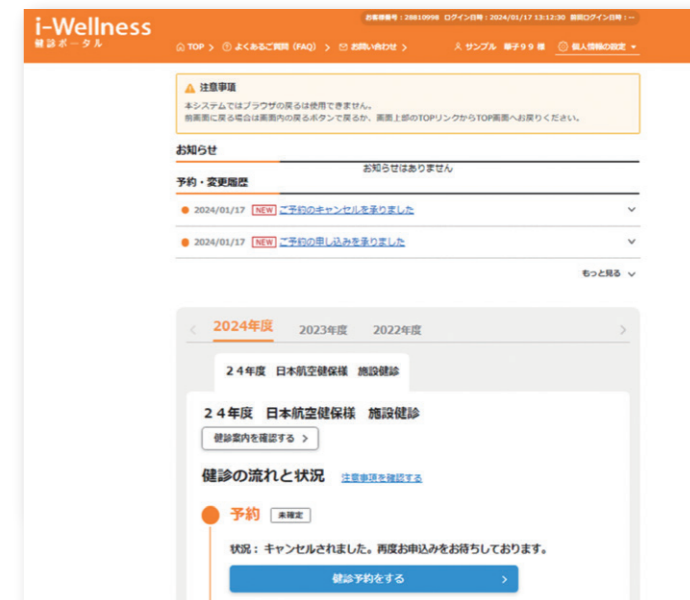 i-Wellness
健診ポータル
お客様番号：28810998 ログイン日時：2024/01/17 13:12:30 前回ログイン日時：--
TOP > よくあるご質問 (FAQ) > お問い合わせ > サンプル 華子９９ 様 個人情報の設定
注意事項
本システムではブラウザの戻るは使用できません。
前画面に戻る場合は画面内の戻るボタンで戻るか、画面上部のTOPリンクからTOP画面へお戻りください。
お知らせ
お知らせはありません
予約・変更履歴
2024/01/17 NEW ご予約のキャンセルを承りました
2024/01/17 NEW ご予約の申し込みを承りました
もっと見る
2024年度 2023年度 2022年度
２４年度　日本航空健保様　施設健診
２４年度　日本航空健保様　施設健診
健診案内を確認する >
健診の流れと状況 注意事項を確認する
予約 未確定
状況： キャンセルされました。再度お申込みをお待ちしております。
健診予約をする >